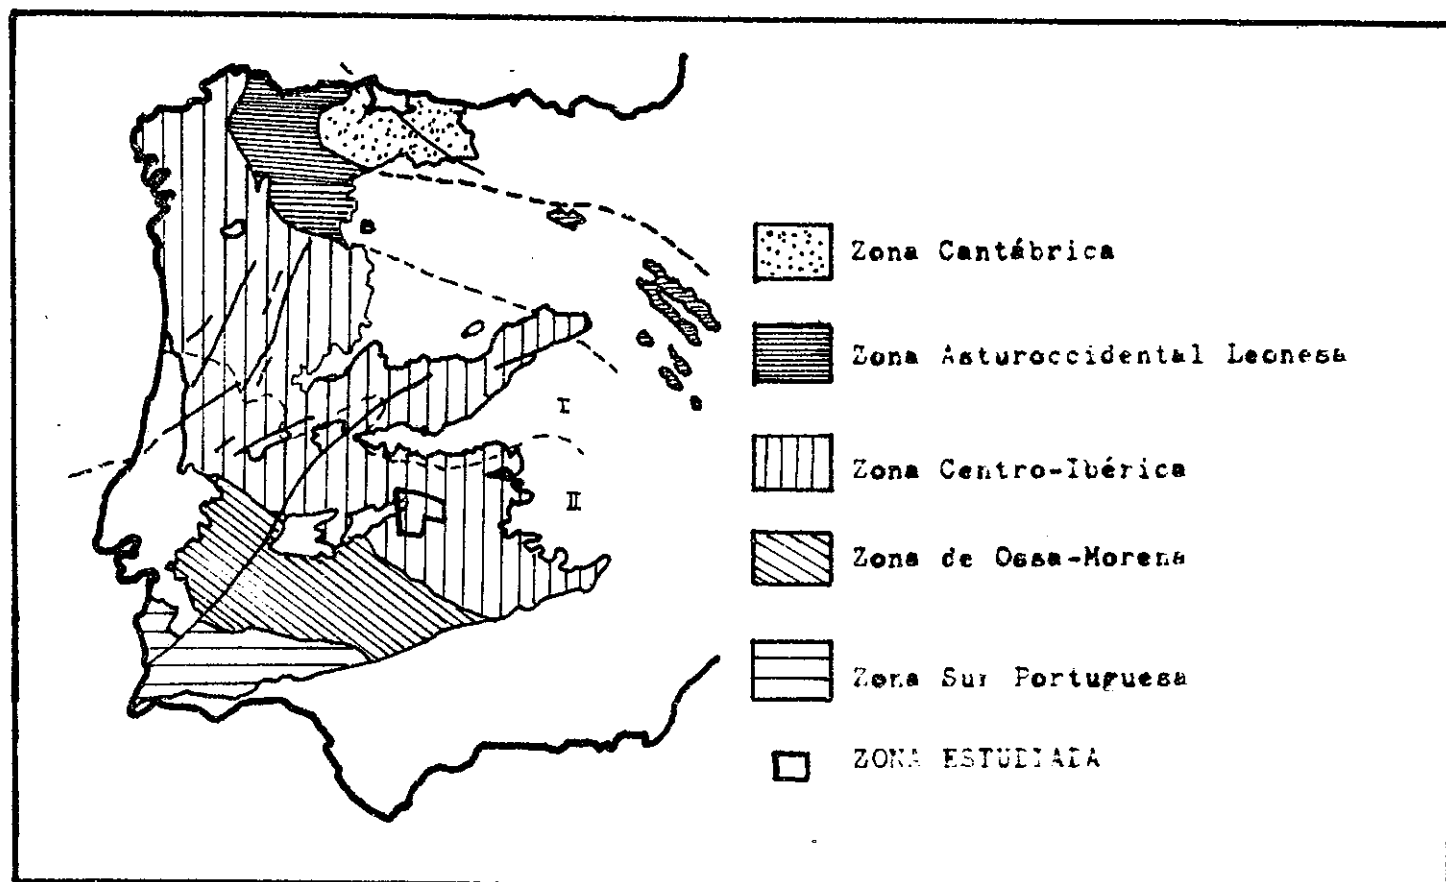 I
II
Zona Cantábrica
Zona Asturoccidental Leonesa
Zona Centro-Ibérica
Zona de Ossa-Morena
Zona Sur Portuguesa
ZONA ESTUDIADA